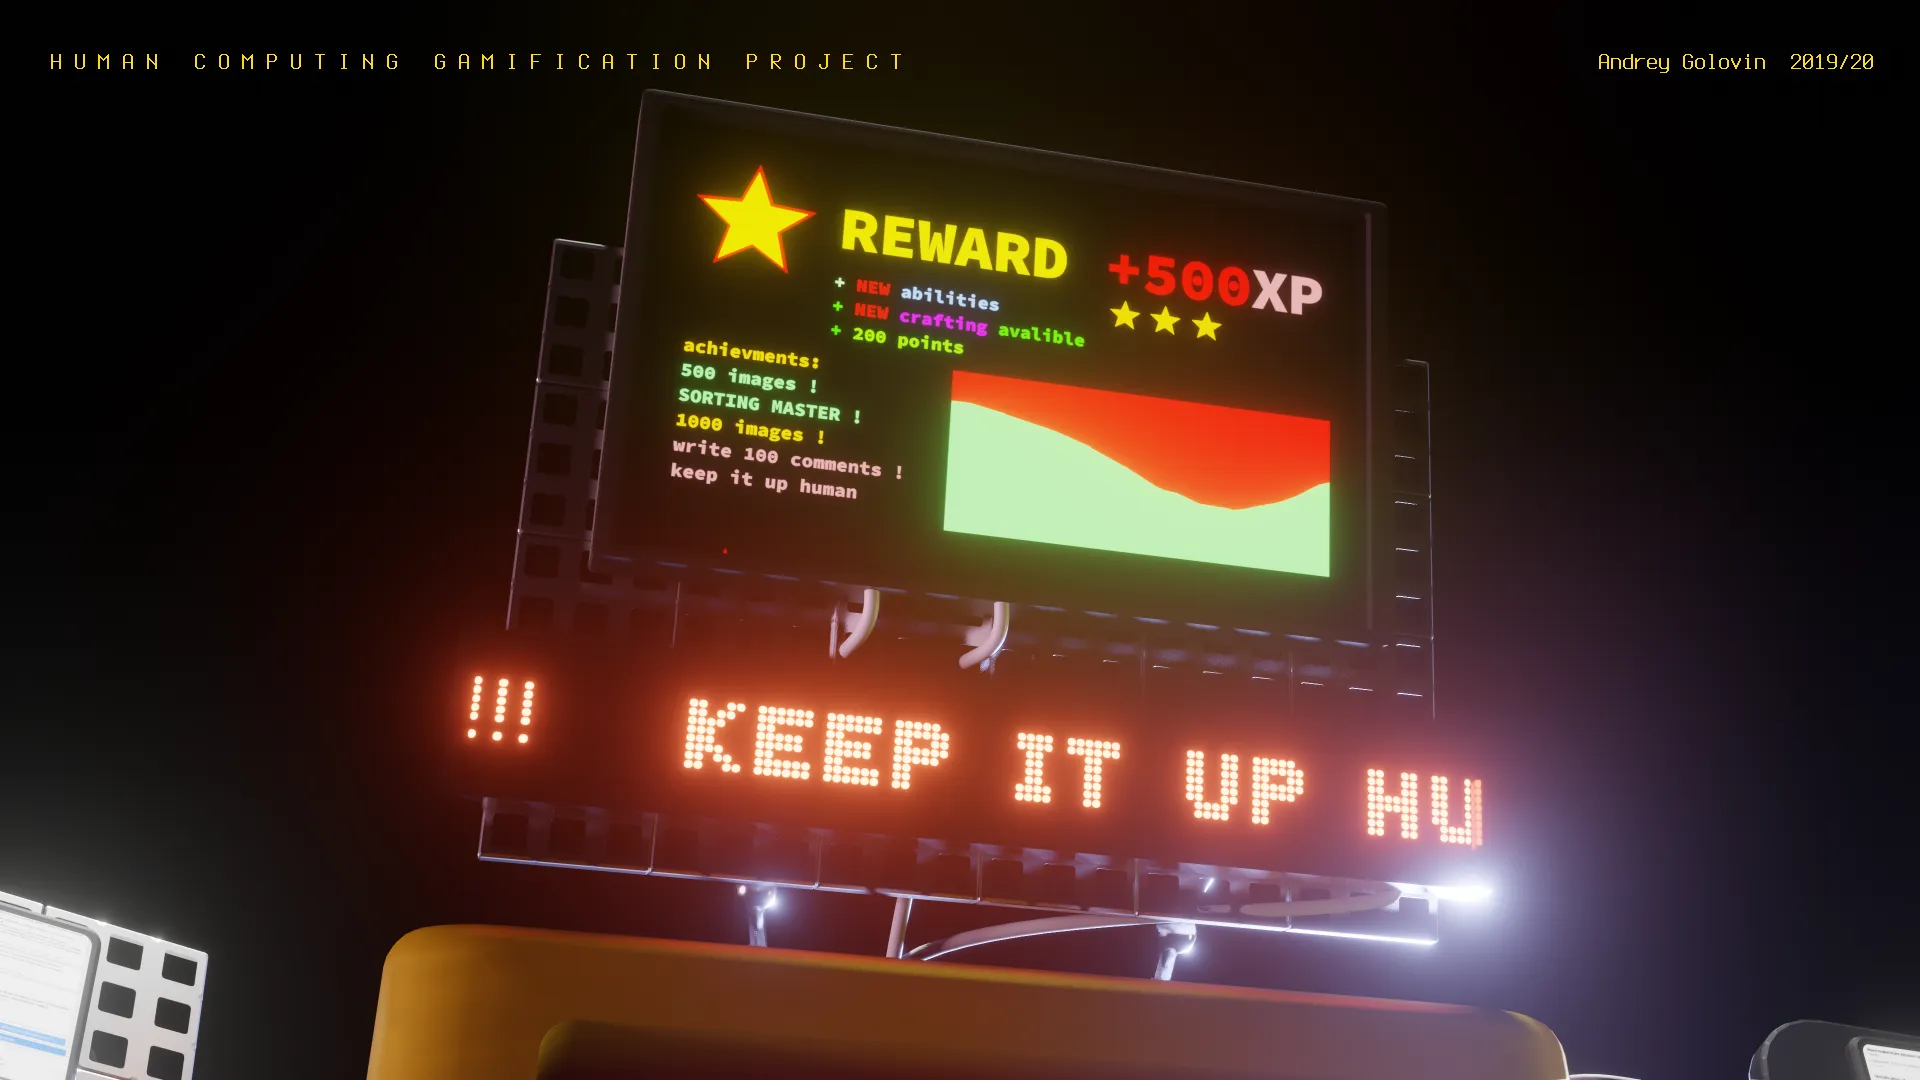 HUMAN COMPUTING GAMIFICATION PROJECT
Andrey Golovin 2019/20
REWARD
+500XP
+ NEW abilities
+ NEW crafting avalible
+ 200 points
achievments:
500 images !
SORTING MASTER !
1000 images !
write 100 comments !
keep it up human
!!! KEEP IT UP HU